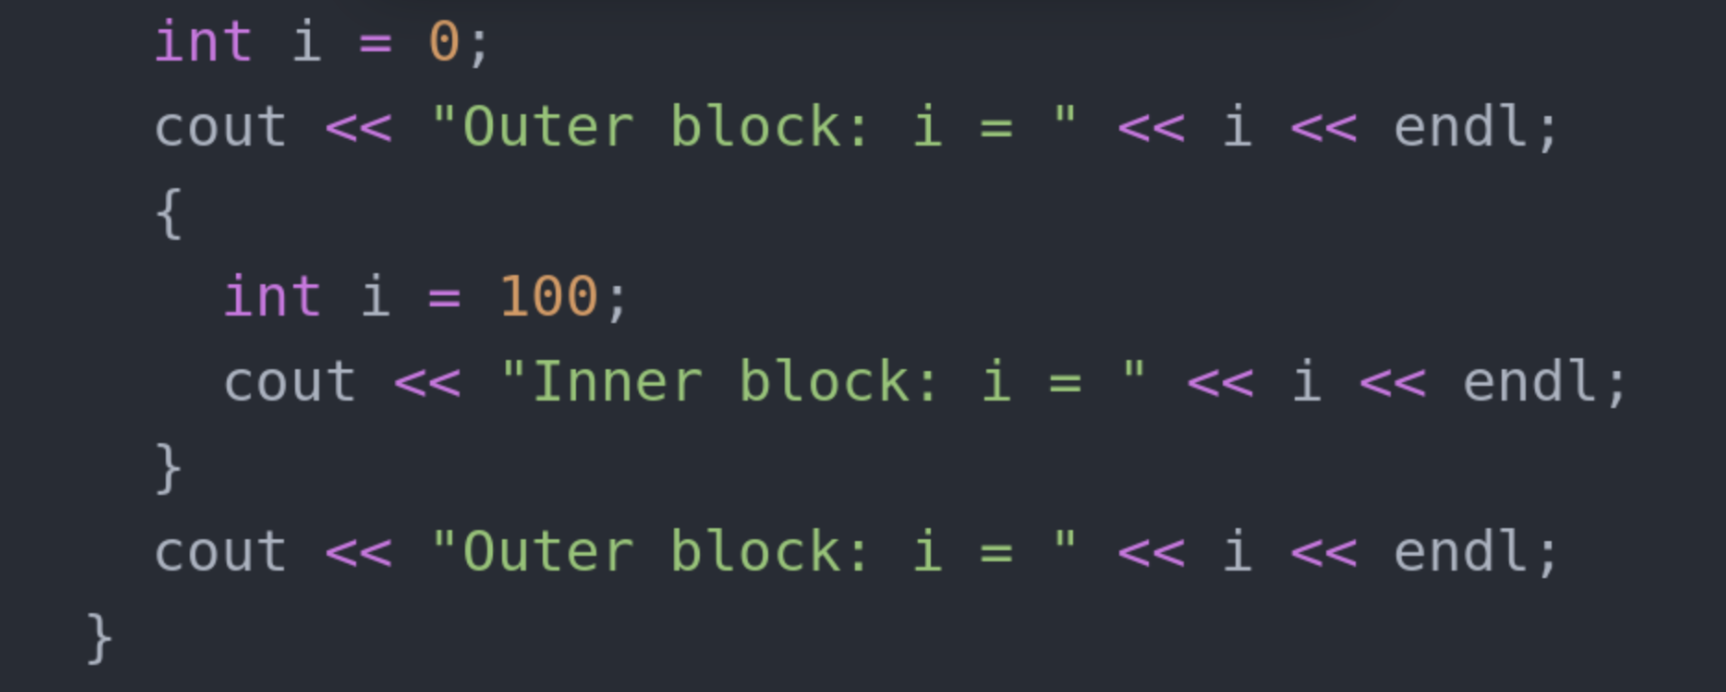 int i = 0;
cout << "Outer block: i = " << i << endl;
{
int i = 100;
cout << "Inner block: i = " << i << endl;
}
cout << "Outer block: i = " << i << endl;
}